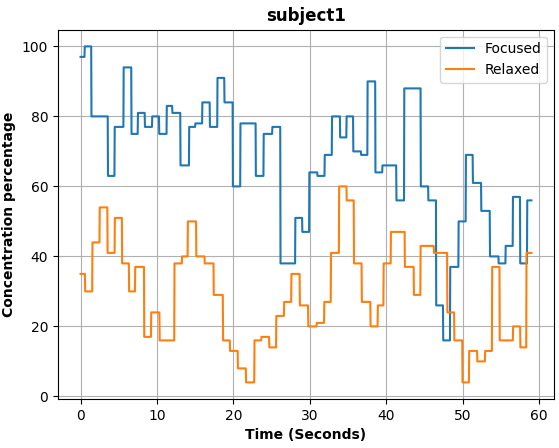 subject1
Focused
Relaxed
Concentration percentage
100
80
60
40
20
0
0 10 20 30 40 50 60
Time (Seconds)